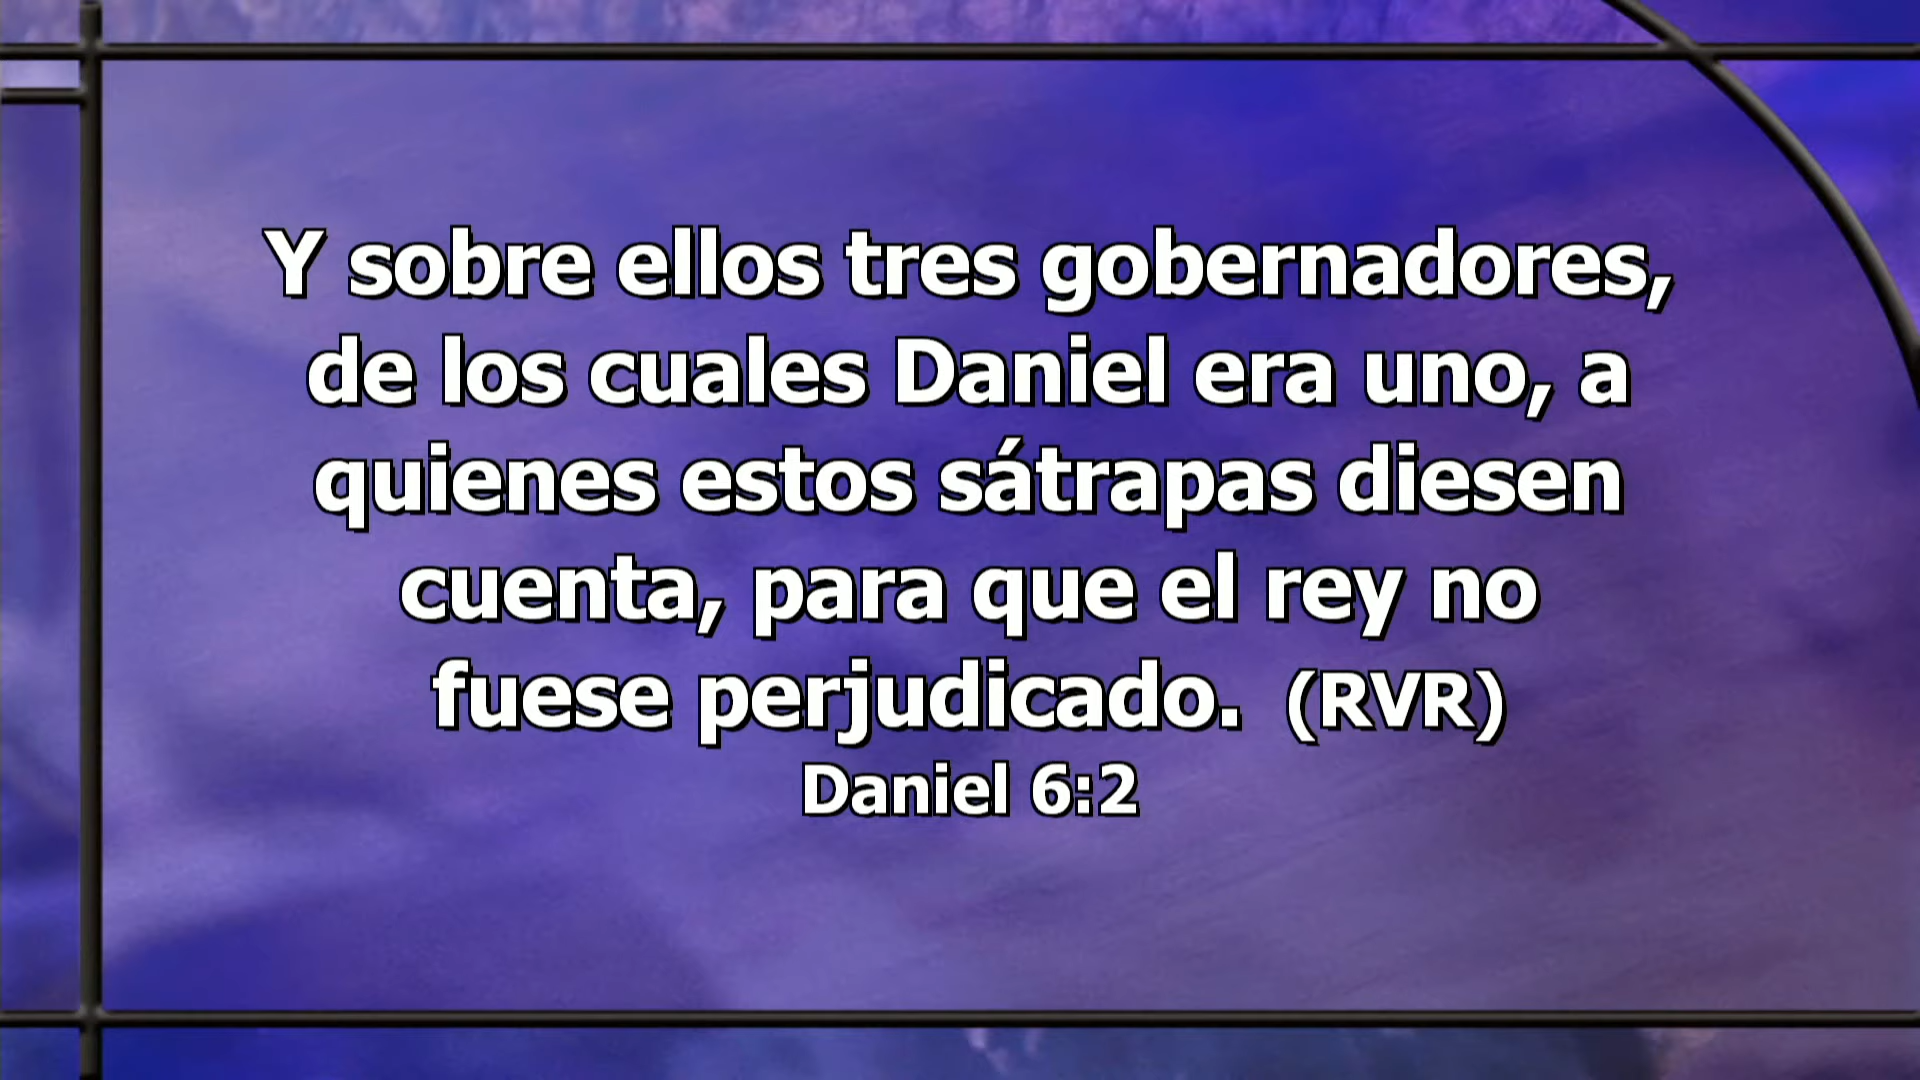 Y sobre ellos tres gobernadores,
de los cuales Daniel era uno, a
quienes estos sátrapas diesen
cuenta, para que el rey no
fuese perjudicado. (RVR)
Daniel 6:2